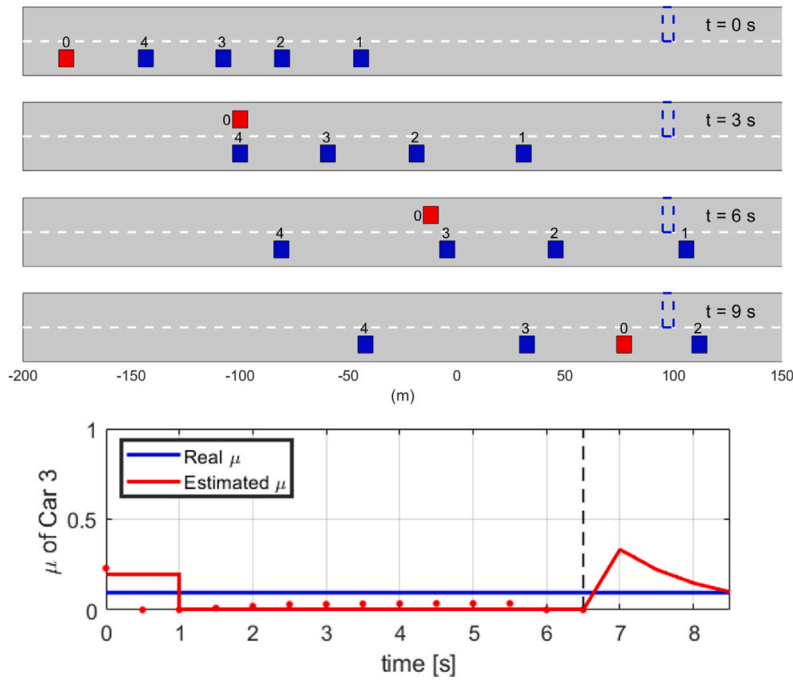 t = 0 s
0 4 3 2 1
t = 3 s
0
4 3 2 1
t = 6 s
0
4 3 2 1
t = 9 s
4 3 0 2
-200 -150 -100 -50 0 50 100 150
(m)
μ of Car 3
1
0.5
0
Real μ
Estimated μ
0 1 2 3 4 5 6 7 8
time [s]